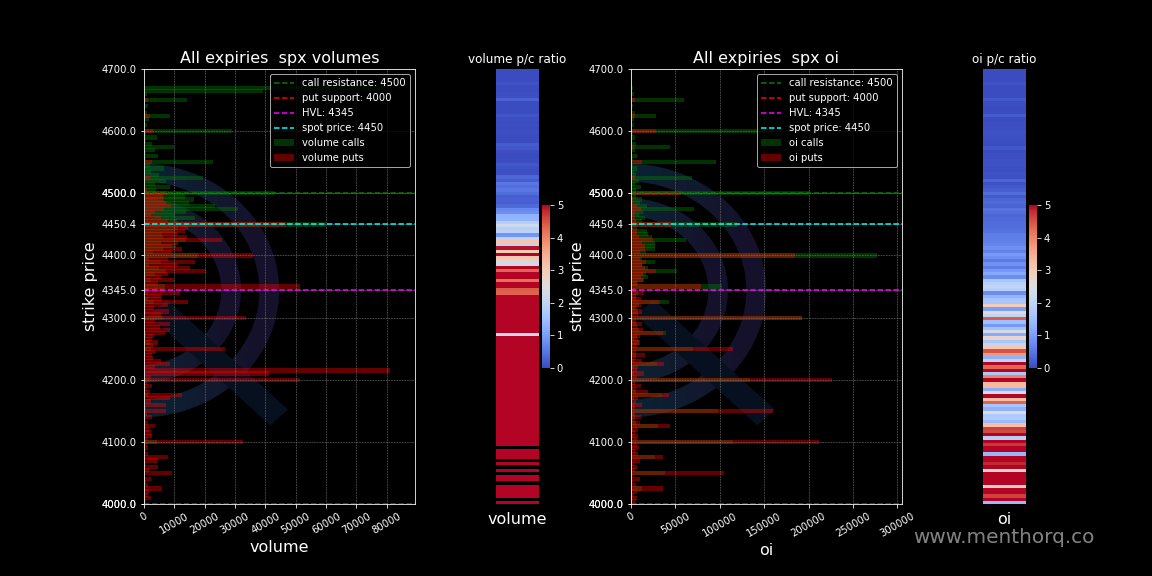 All expiries  spx volumes
call resistance: 4500
put support: 4000
HVL: 4345
spot price: 4450
volume calls
volume puts
strike price
4700.0
4600.0
4500.0
4450.4
4400.0
4345.0
4300.0
4200.0
4100.0
4000.0
0
10000
20000
30000
40000
50000
60000
70000
80000
volume
volume p/c ratio
5
4
3
2
1
0
volume
All expiries  spx oi
call resistance: 4500
put support: 4000
HVL: 4345
spot price: 4450
oi calls
oi puts
strike price
4700.0
4600.0
4500.0
4450.4
4400.0
4345.0
4300.0
4200.0
4100.0
4000.0
0
50000
100000
150000
200000
250000
300000
oi
oi p/c ratio
5
4
3
2
1
0
oi
www.menthorq.co